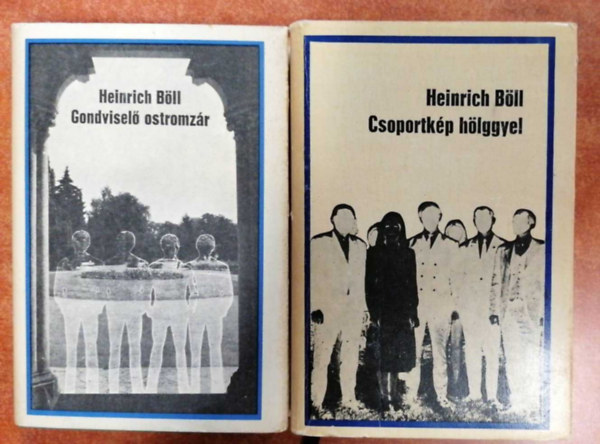 Heinrich Böll
Gondviselő ostromzár
Heinrich Böll
Csoportkép hölggyel